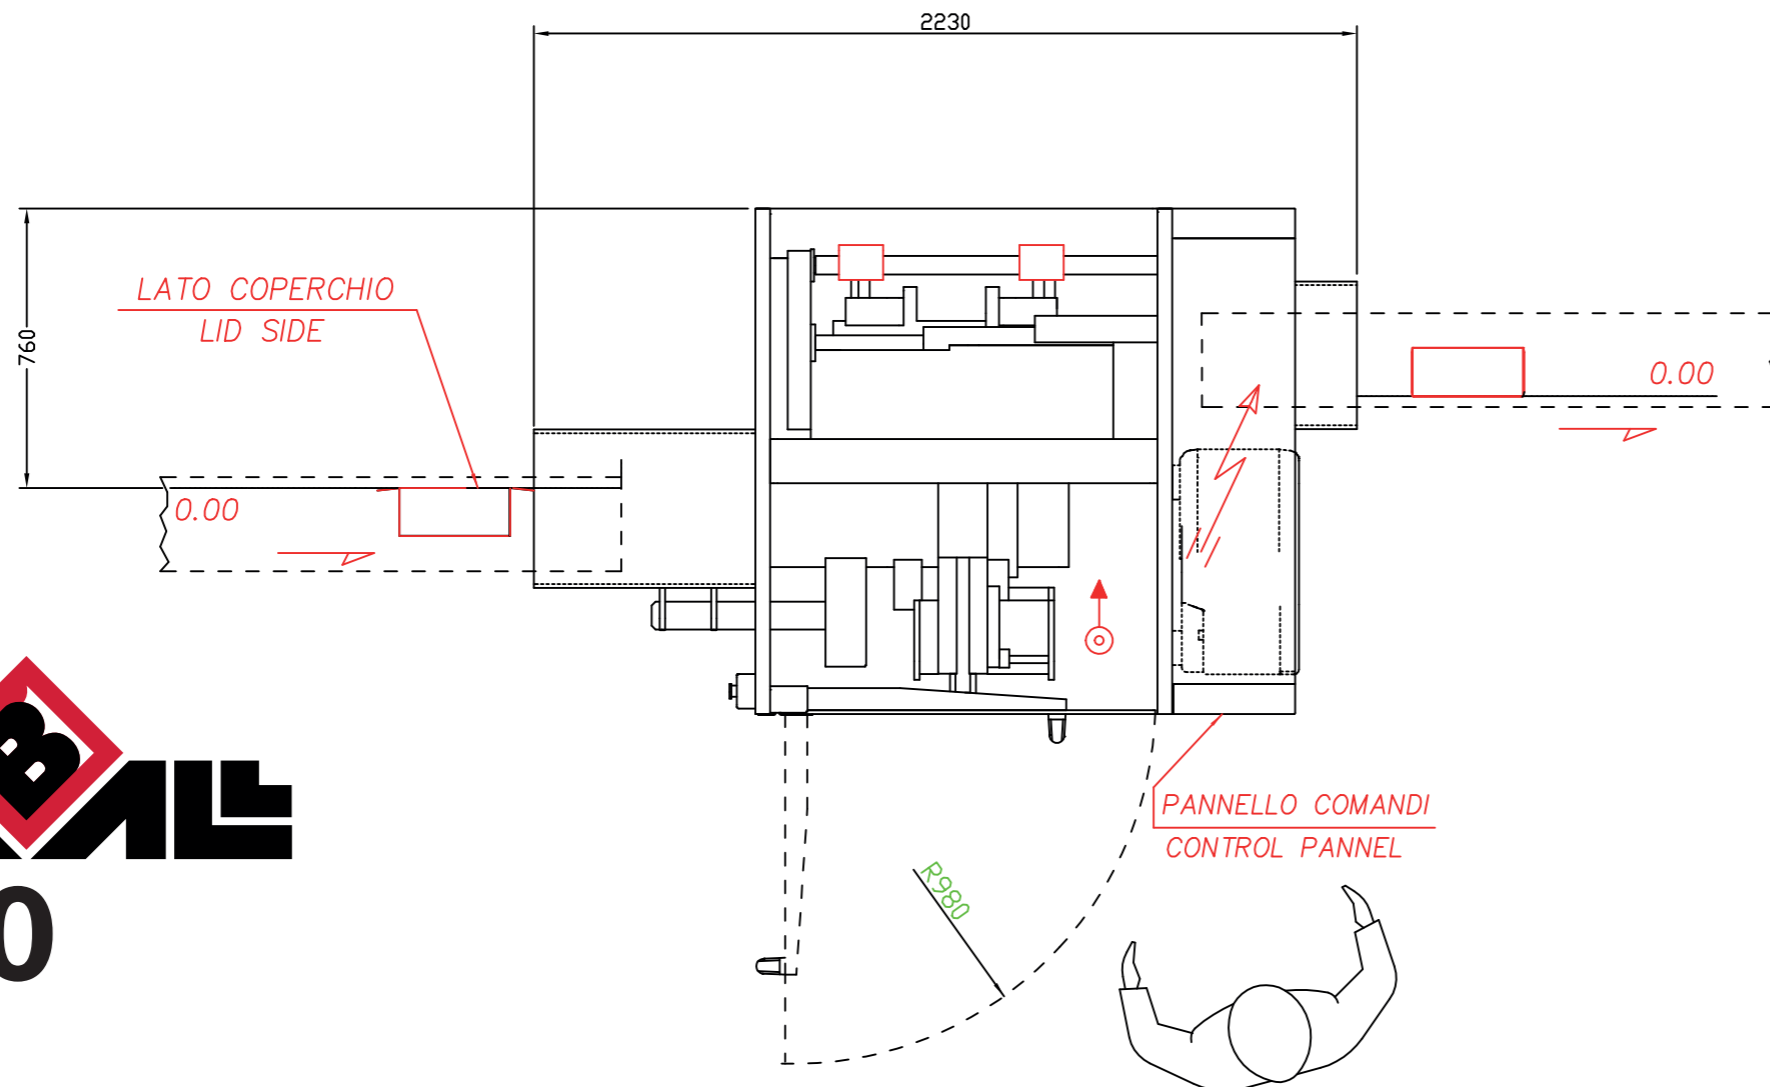 2230
760
LATO COPERCHIO
LID SIDE
0.00
0.00
PANNELLO COMANDI
CONTROL PANNEL
R980
B
0